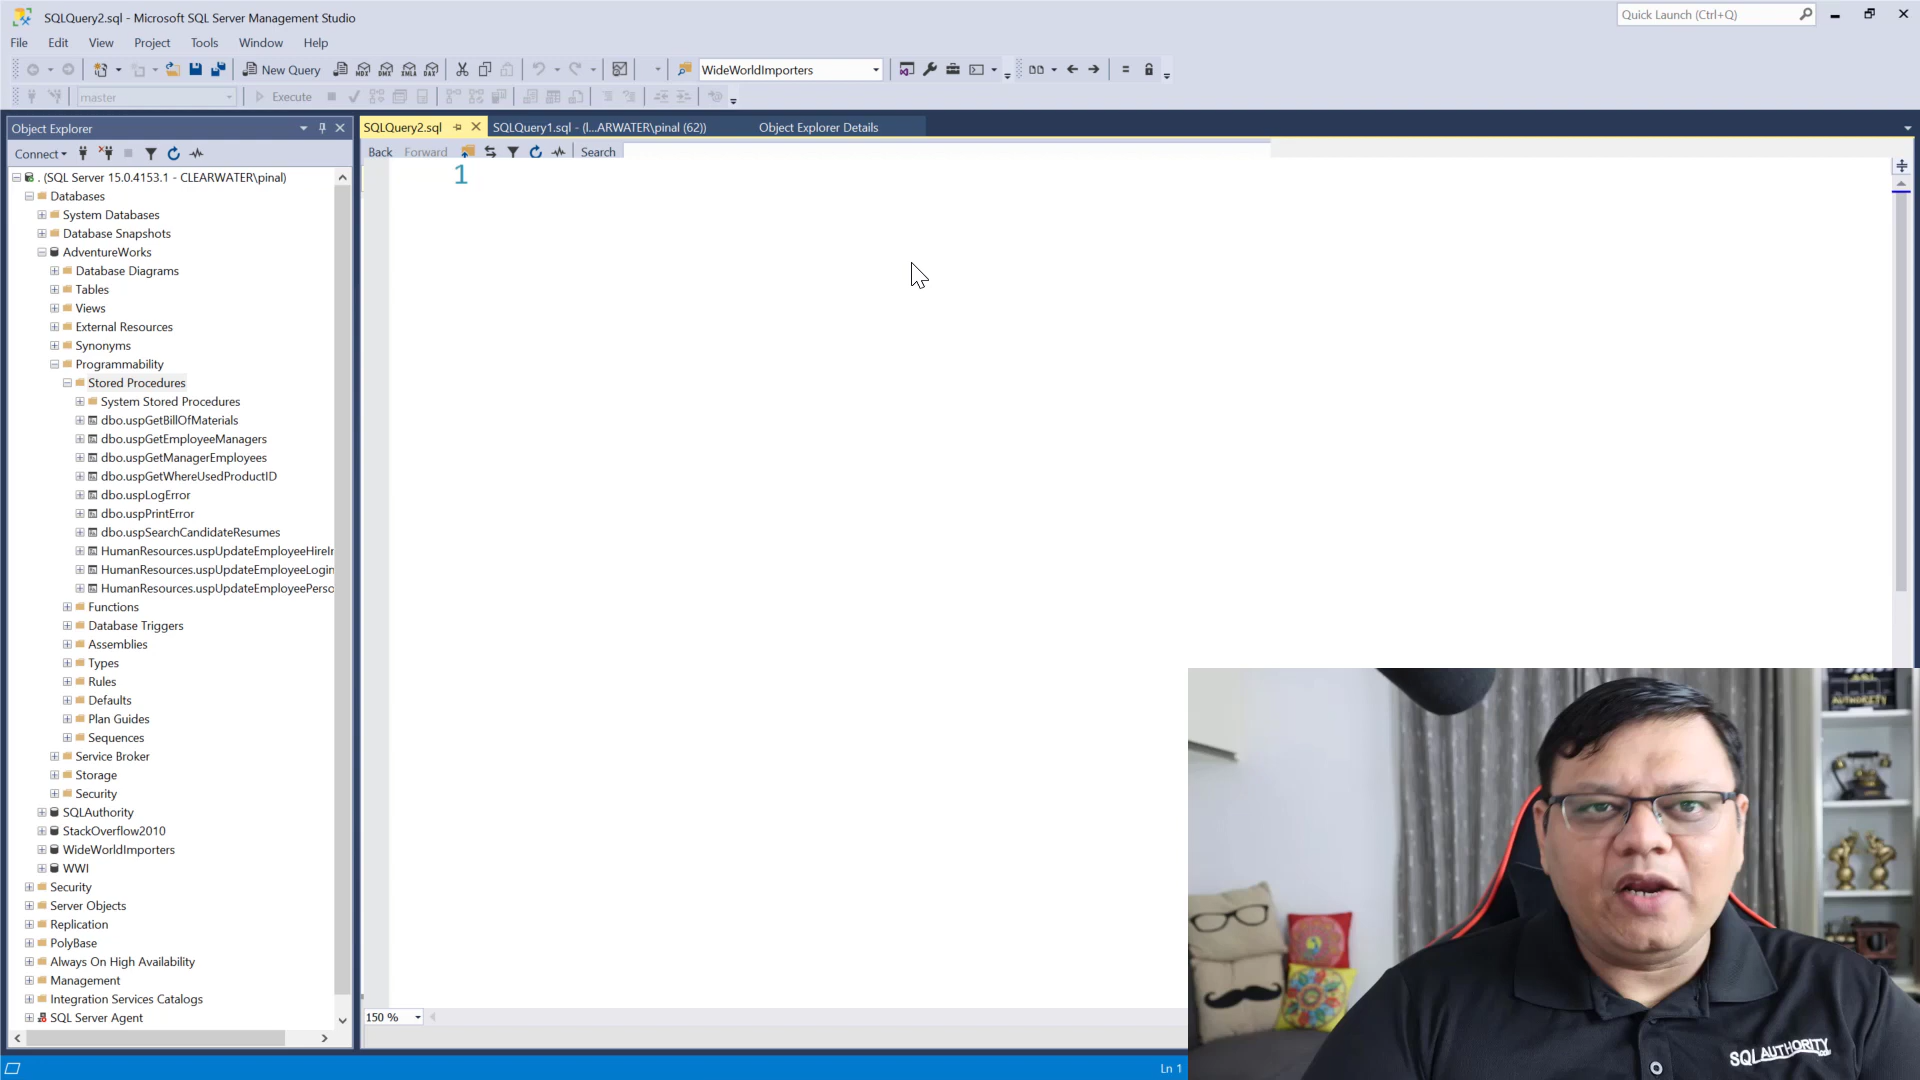 SQLQuery2.sql - Microsoft SQL Server Management Studio
Quick Launch (Ctrl+Q)
File Edit View Project Tools Window Help
New Query MDX DMX XMLA DAX WideWorldImporters
master Execute
Object Explorer
SQLQuery2.sql SQLQuery1.sql - (l...ARWATER\pinal (62)) Object Explorer Details
Connect
Back Forward Search
1
. (SQL Server 15.0.4153.1 - CLEARWATER\pinal)
Databases
System Databases
Database Snapshots
AdventureWorks
Database Diagrams
Tables
Views
External Resources
Synonyms
Programmability
Stored Procedures
System Stored Procedures
dbo.uspGetBillOfMaterials
dbo.uspGetEmployeeManagers
dbo.uspGetManagerEmployees
dbo.uspGetWhereUsedProductID
dbo.uspLogError
dbo.uspPrintError
dbo.uspSearchCandidateResumes
HumanResources.uspUpdateEmployeeHireIn
HumanResources.uspUpdateEmployeeLogin
HumanResources.uspUpdateEmployeePerso
Functions
Database Triggers
Assemblies
Types
Rules
Defaults
Plan Guides
Sequences
Service Broker
Storage
Security
SQLAuthority
StackOverflow2010
WideWorldImporters
WWI
Security
Server Objects
Replication
PolyBase
Always On High Availability
Management
Integration Services Catalogs
SQL Server Agent
150 %
Ln 1
AUTHORITY
SQLAUTHORITY